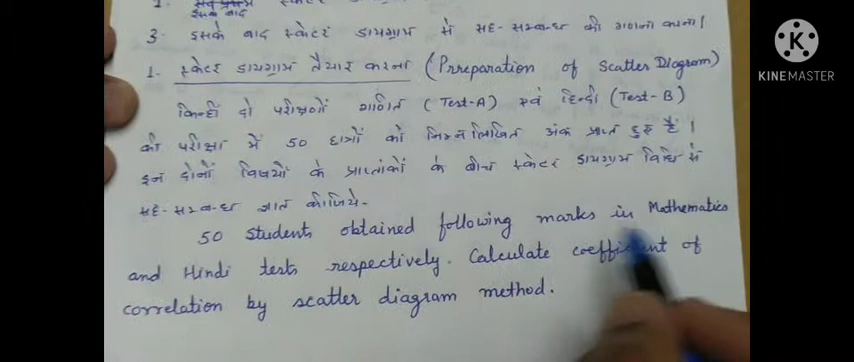 इसके बाद
3. इसके बाद स्केटर डायग्राम से सह-सम्बन्ध की गणना करना।
1. स्केटर डायग्राम तैयार करना (Prreparation of Scatter Diagram)
किन्हीं दो परीक्षणों गणित (Test-A) एवं हिन्दी (Test-B)
की परीक्षा में 50 छात्रों को निम्नलिखित अंक प्राप्त हुए हैं।
इन दोनों विषयों के प्राप्तांकों के बीच स्केटर डायग्राम विधि से
सह-सम्बन्ध ज्ञात कीजिये-
50 Students obtained following marks in Mathematics
and Hindi tests respectively. Calculate coefficient of
correlation by scatter diagram method.
KINEMASTER